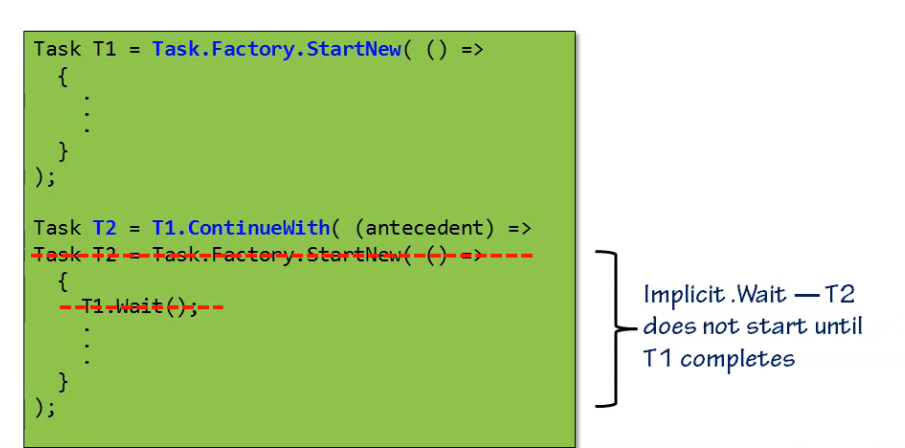 Task T1 = Task.Factory.StartNew( () =>
{
.
.
.
}
);
Task T2 = T1.ContinueWith( (antecedent) =>
Task T2 = Task.Factory.StartNew( () =>
{
T1.Wait();
.
.
.
}
);
Implicit .Wait — T2
does not start until
T1 completes